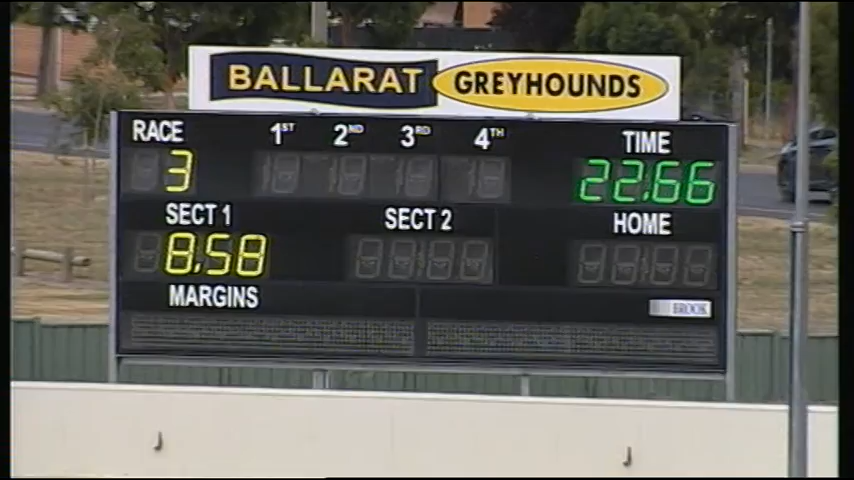 BALLARAT GREYHOUNDS
RACE 1ST 2ND 3RD 4TH TIME
3 22.66
SECT 1 SECT 2 HOME
8.58
MARGINS
BROOK